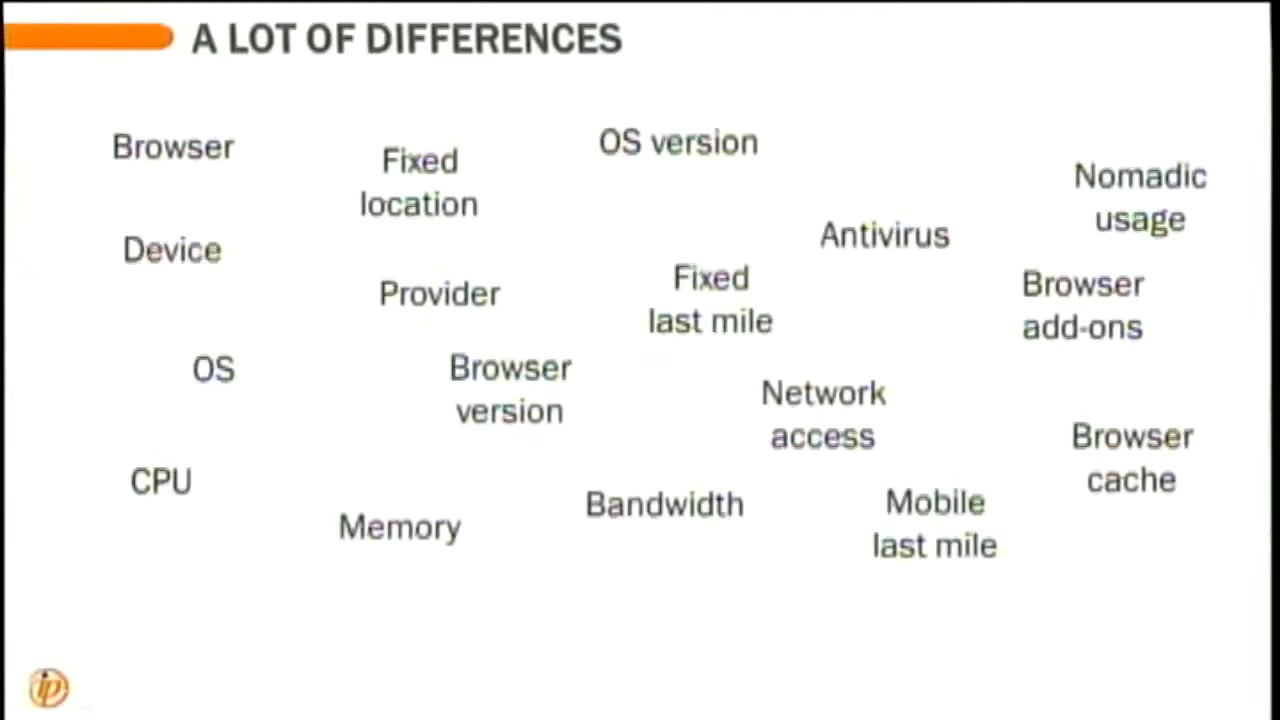 A LOT OF DIFFERENCES
Browser
Fixed
location
OS version
Nomadic
usage
Device
Antivirus
Provider
Fixed
last mile
Browser
add-ons
OS
Browser
version
Network
access
Browser
cache
CPU
Memory
Bandwidth
Mobile
last mile
ip